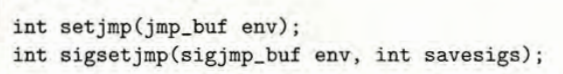 int setjmp(jmp_buf env);
int sigsetjmp(sigjmp_buf env, int savesigs);